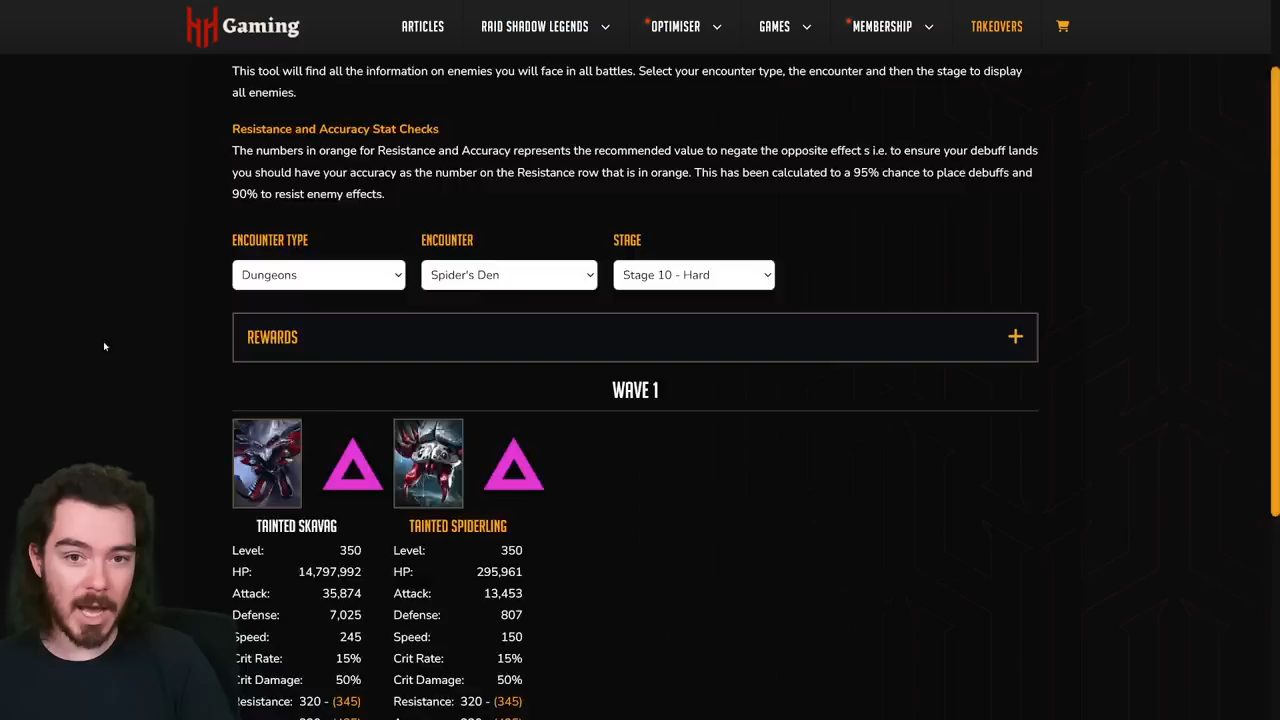 HH Gaming
ARTICLES RAID SHADOW LEGENDS OPTIMISER GAMES MEMBERSHIP TAKEOVERS
This tool will find all the information on enemies you will face in all battles. Select your encounter type, the encounter and then the stage to display
all enemies.
Resistance and Accuracy Stat Checks
The numbers in orange for Resistance and Accuracy represents the recommended value to negate the opposite effect s i.e. to ensure your debuff lands
you should have your accuracy as the number on the Resistance row that is in orange. This has been calculated to a 95% chance to place debuffs and
90% to resist enemy effects.
ENCOUNTER TYPE ENCOUNTER STAGE
Dungeons Spider's Den Stage 10 - Hard
REWARDS
WAVE 1
TAINTED SKAVAG TAINTED SPIDERLING
Level: 350 Level: 350
HP: 14,797,992 HP: 295,961
Attack: 35,874 Attack: 13,453
Defense: 7,025 Defense: 807
Speed: 245 Speed: 150
Crit Rate: 15% Crit Rate: 15%
Crit Damage: 50% Crit Damage: 50%
esistance: 320 - (345) Resistance: 320 - (345)